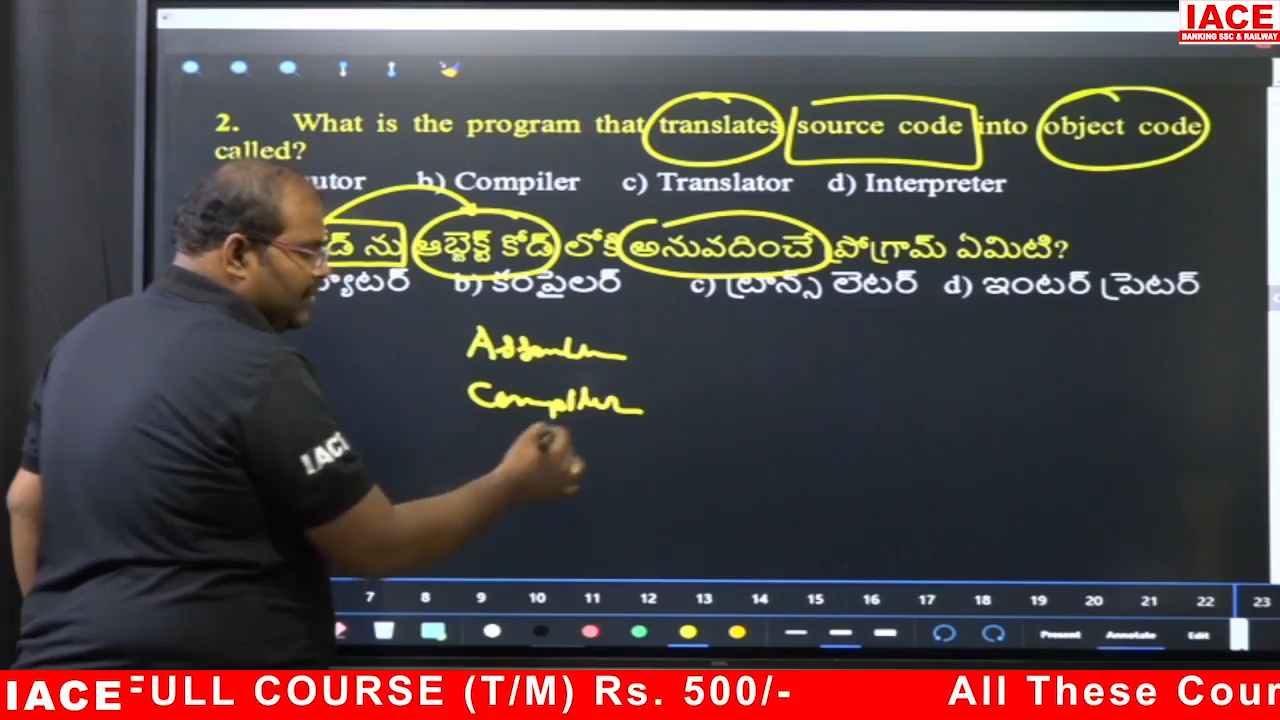 IACE
BANKING SSC & RAILWAY
2. What is the program that translates source code into object code
called?
utor b) Compiler c) Translator d) Interpreter
డ్ ను ఆబ్జెక్ట్ కోడ్ లోకి అనువదించే ప్రోగ్రామ్ ఏమిటి?
్యూటర్ b) కంపైలర్ c) ట్రాన్స్ లెటర్ d) ఇంటర్ ప్రెటర్
Compiler
IACE
7 8 9 10 11 12 13 14 15 16 17 18 19 20 21 22 23
Present Annotate Edit
IACE FULL COURSE (T/M) Rs. 500/- All These Cour